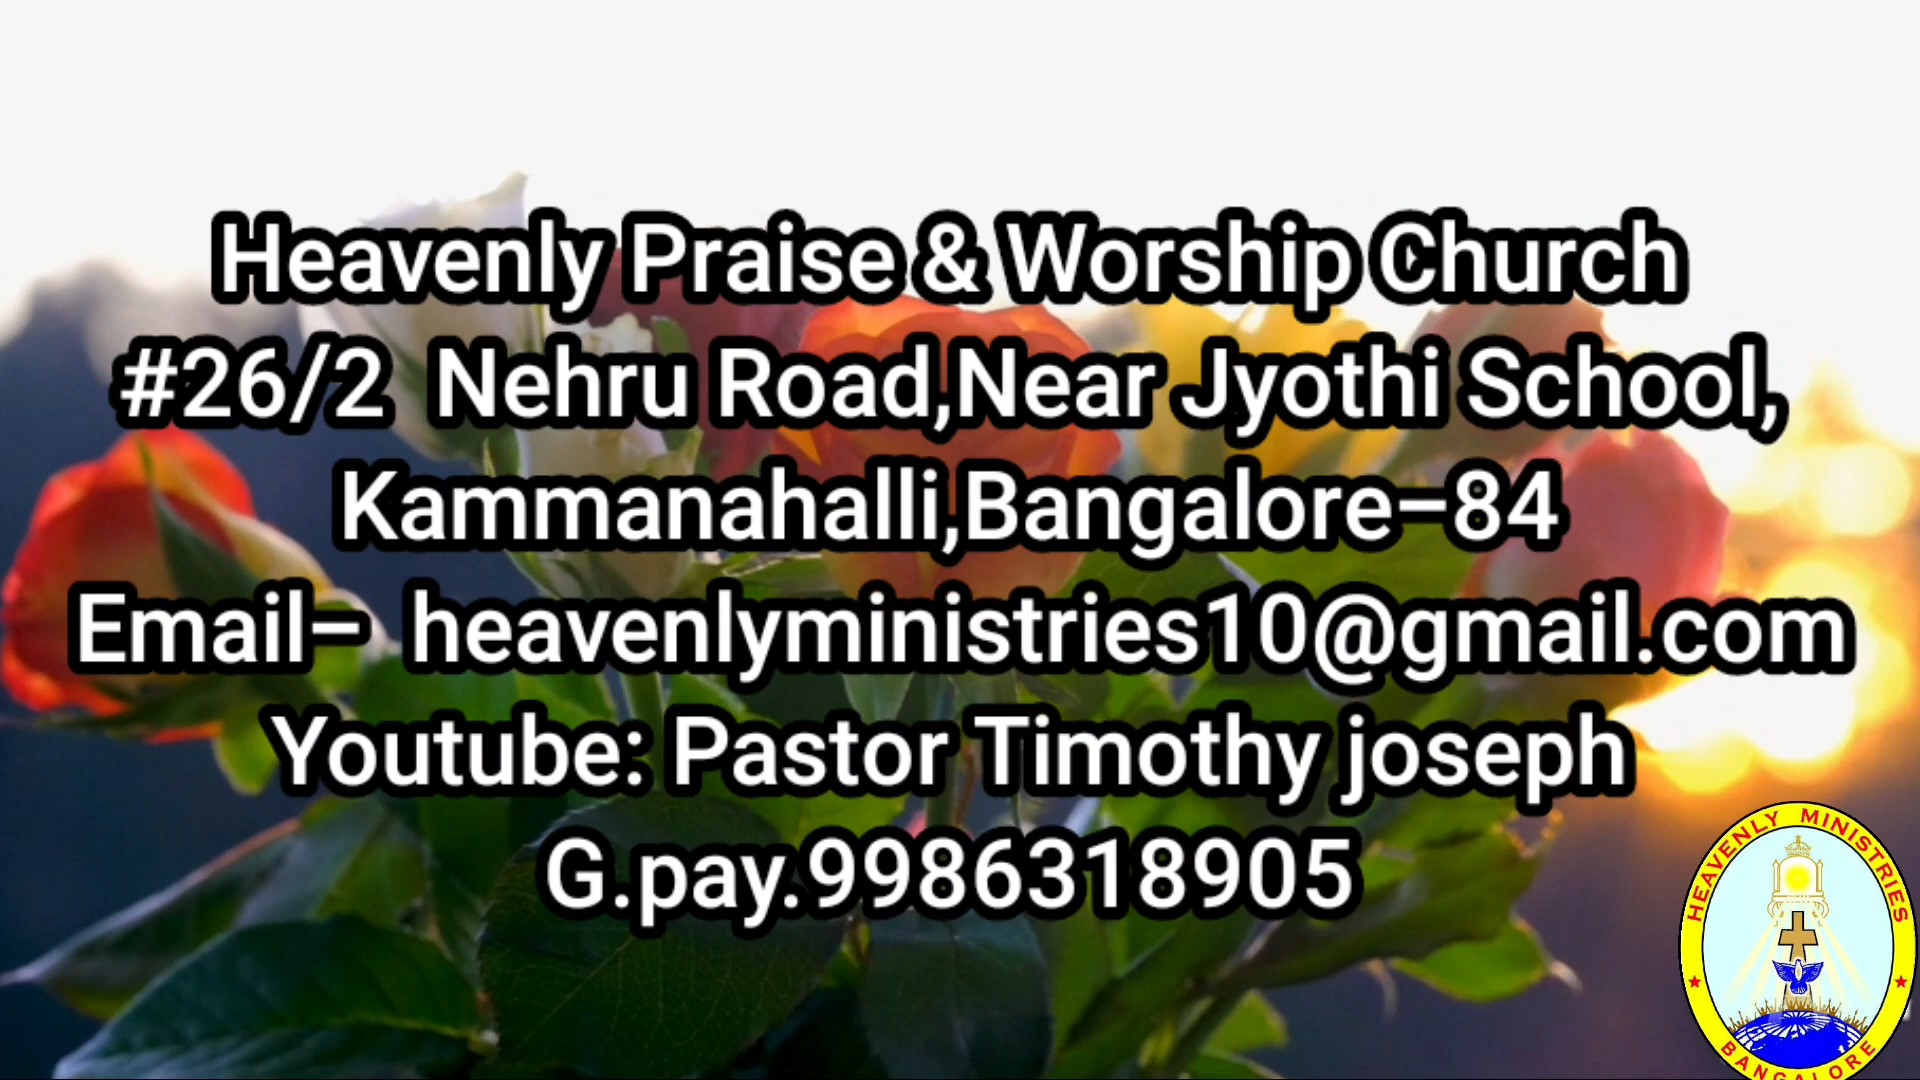 Heavenly Praise & Worship Church
#26/2 Nehru Road,Near Jyothi School,
Kammanahalli,Bangalore–84
Email– heavenlyministries10@gmail.com
Youtube: Pastor Timothy joseph
G.pay.9986318905
HEAVENLY MINISTRIES
BANGALORE